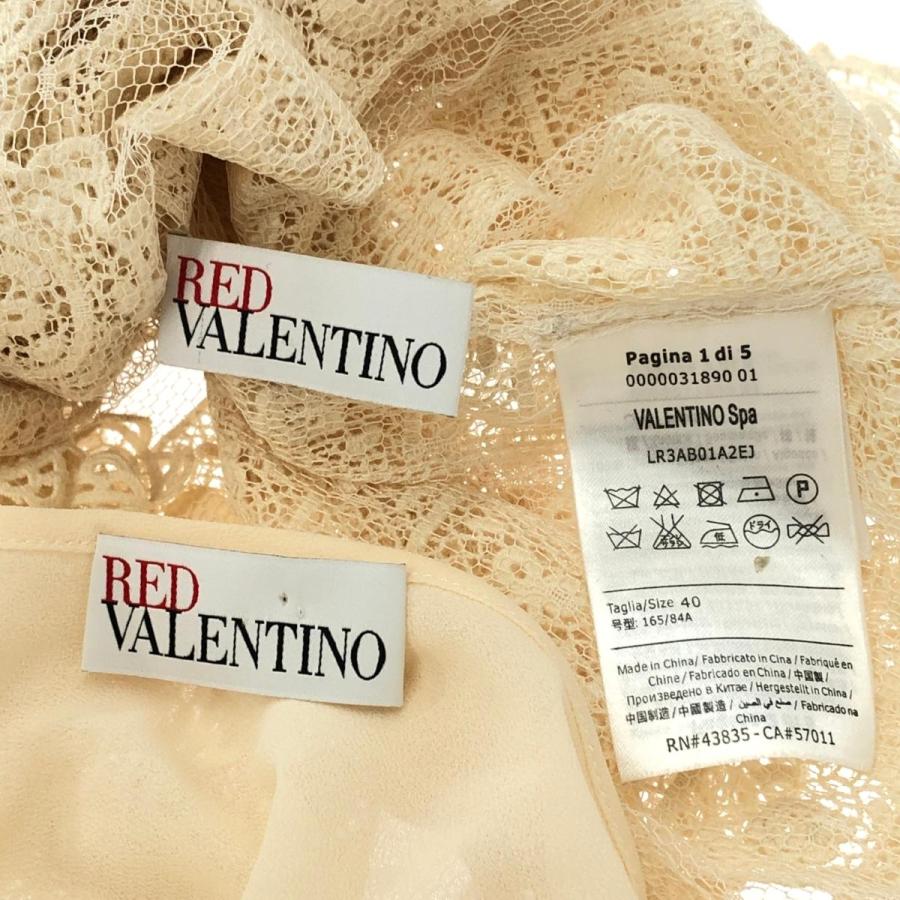 RED
VALENTINO
Pagina 1 di 5
0000031890 01
VALENTINO Spa
LR3AB01A2EJ
P
ドライ
低
Taglia/Size 40
号型: 165/84A
Made in China/ Fabbricato in Cina / Fabriqué en
Chine/ Fabricado en China / 中国製/
Произведено в Китае / Hergestellt in China /
中国制造 / 中國製造 / صنع في الصين / Fabricado na
China
RN#43835 - CA#57011
RED
VALENTINO